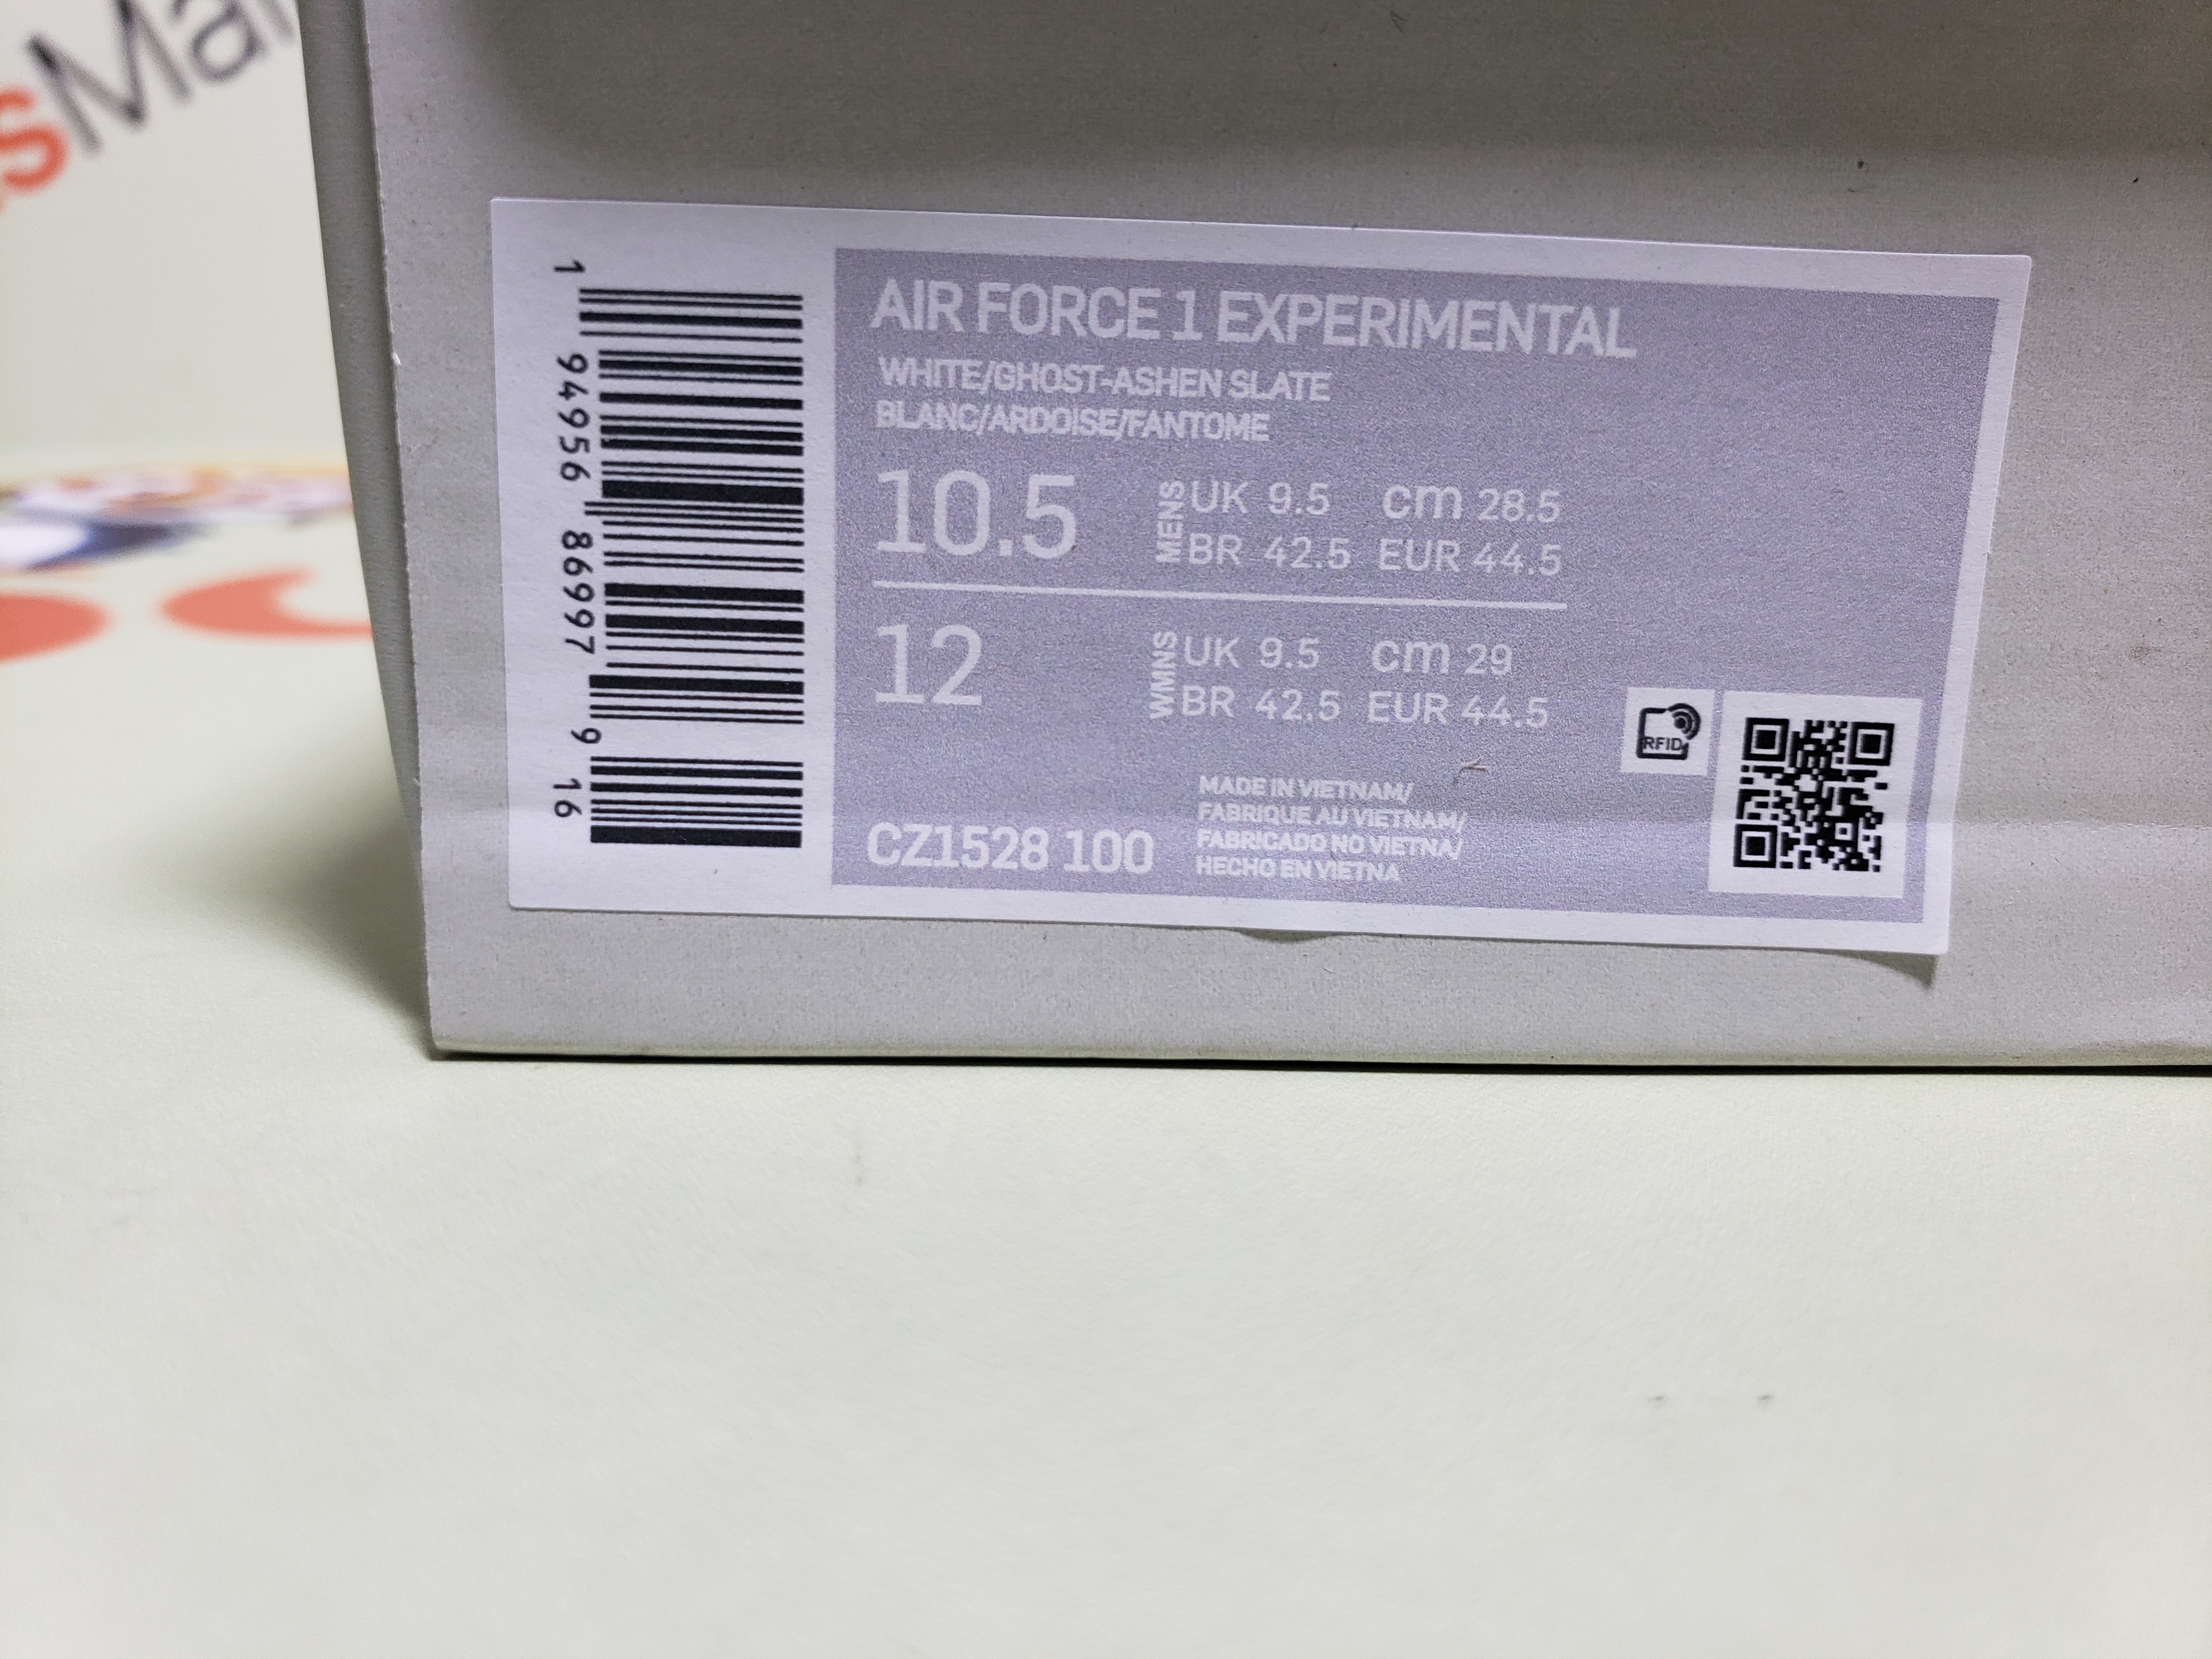 AIR FORCE 1 EXPERIMENTAL
WHITE/GHOST-ASHEN SLATE
BLANC/ARDOISE/FANTOME
10.5
MENS
UK 9.5 cm 28.5
BR 42.5 EUR 44.5
12
WMNS
UK 9.5 cm 29
BR 42.5 EUR 44.5
CZ1528 100
MADE IN VIETNAM/
FABRIQUE AU VIETNAM/
FABRICADO NO VIETNA/
HECHO EN VIETNA
RFID
1 94956 86997 9 16